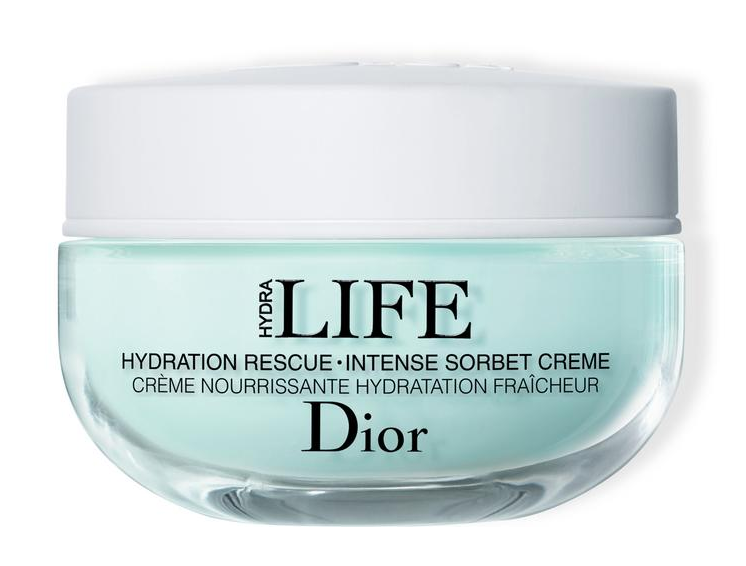 HYDRA LIFE
HYDRATION RESCUE·INTENSE SORBET CREME
CRÈME NOURRISSANTE HYDRATATION FRAÎCHEUR
Dior